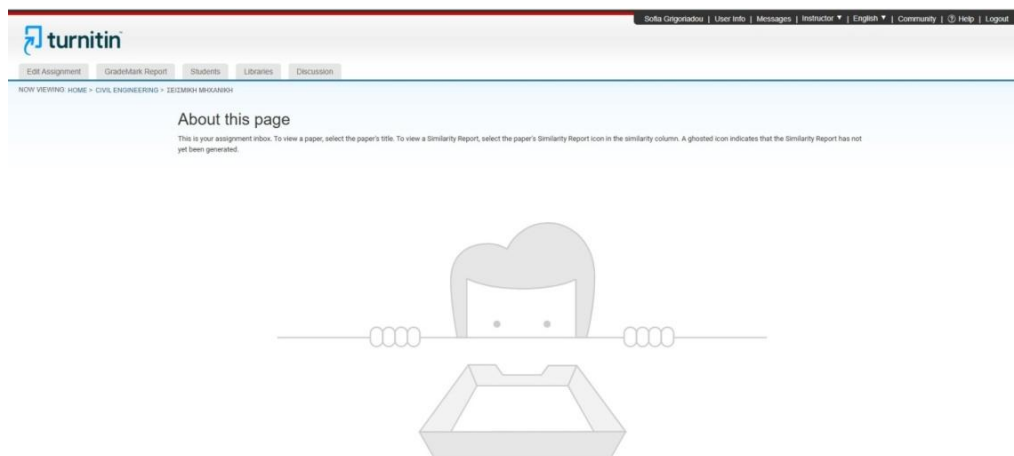 Sofia Grigoriadou | User Info | Messages | Instructor ▼ | English ▼ | Community | ? Help | Logout
turnitin
Edit Assignment GradeMark Report Students Libraries Discussion
NOW VIEWING: HOME > CIVIL ENGINEERING > ΣΕΙΣΜΙΚΗ ΜΗΧΑΝΙΚΗ
About this page
This is your assignment inbox. To view a paper, select the paper's title. To view a Similarity Report, select the paper's Similarity Report icon in the similarity column. A ghosted icon indicates that the Similarity Report has not
yet been generated.